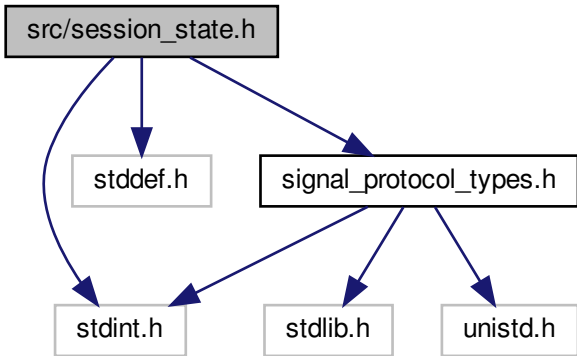 src/session_state.h
stddef.h
signal_protocol_types.h
stdint.h
stdlib.h
unistd.h